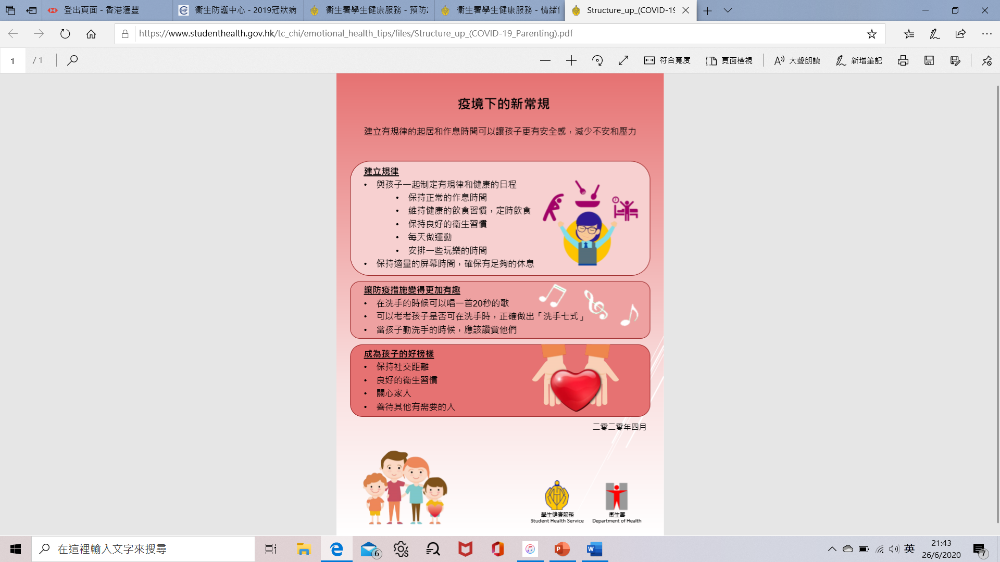 登出頁面 - 香港滙豐
衞生防護中心 - 2019冠狀病
衞生署學生健康服務 - 預防2
衞生署學生健康服務 - 情緒健
Structure_up_(COVID-19
https://www.studenthealth.gov.hk/tc_chi/emotional_health_tips/files/Structure_up_(COVID-19_Parenting).pdf
1 / 1
符合寬度
頁面檢視
大聲朗讀
新增筆記
疫境下的新常規
建立有規律的起居和作息時間可以讓孩子更有安全感，減少不安和壓力
建立規律
• 與孩子一起制定有規律和健康的日程
• 保持正常的作息時間
• 維持健康的飲食習慣，定時飲食
• 保持良好的衞生習慣
• 每天做運動
• 安排一些玩樂的時間
• 保持適量的屏幕時間，確保有足夠的休息
讓防疫措施變得更加有趣
• 在洗手的時候可以唱一首20秒的歌
• 可以考考孩子是否可在洗手時，正確做出「洗手七式」
• 當孩子勤洗手的時候，應該讚賞他們
成為孩子的好榜樣
• 保持社交距離
• 良好的衞生習慣
• 關心家人
• 善待其他有需要的人
二零二零年四月
學生健康服務
Student Health Service
衞生署
Department of Health
在這裡輸入文字來搜尋
6
英
21:43
26/6/2020
7